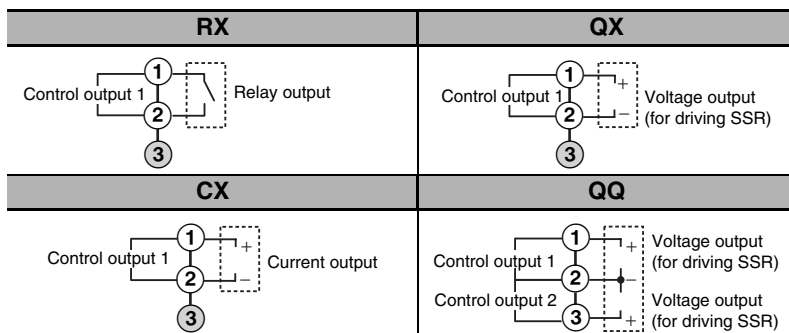 RX
QX
1
Control output 1
2
Relay output
3
1
+
Control output 1
2
−
Voltage output
(for driving SSR)
3
CX
QQ
1
+
Control output 1
2
−
Current output
3
1
+
Voltage output
(for driving SSR)
Control output 1
2
−
Control output 2
3
+
Voltage output
(for driving SSR)